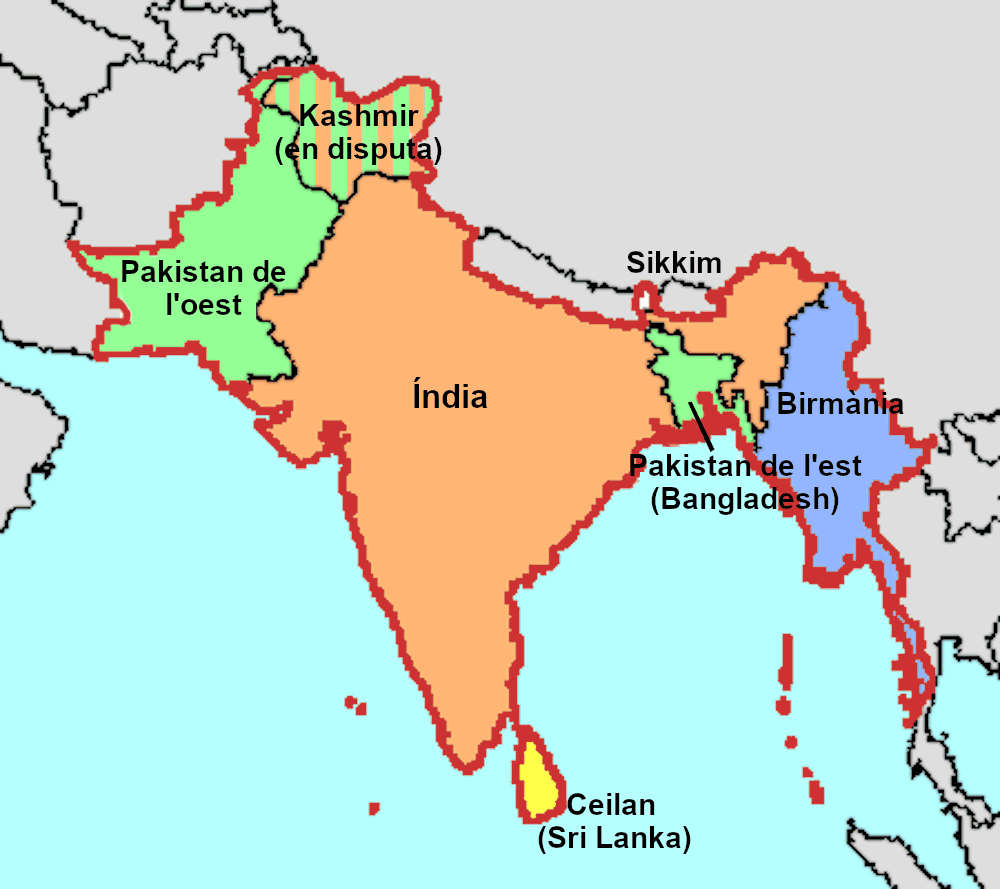 Kashmir
(en disputa)
Sikkim
Pakistan de
l'oest
Índia
Birmània
Pakistan de l'est
(Bangladesh)
Ceilan
(Sri Lanka)